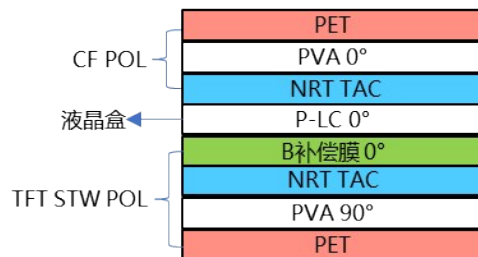 PET
CF POL
PVA 0°
NRT TAC
液晶盒
P-LC 0°
B补偿膜0°
NRT TAC
TFT STW POL
PVA 90°
PET